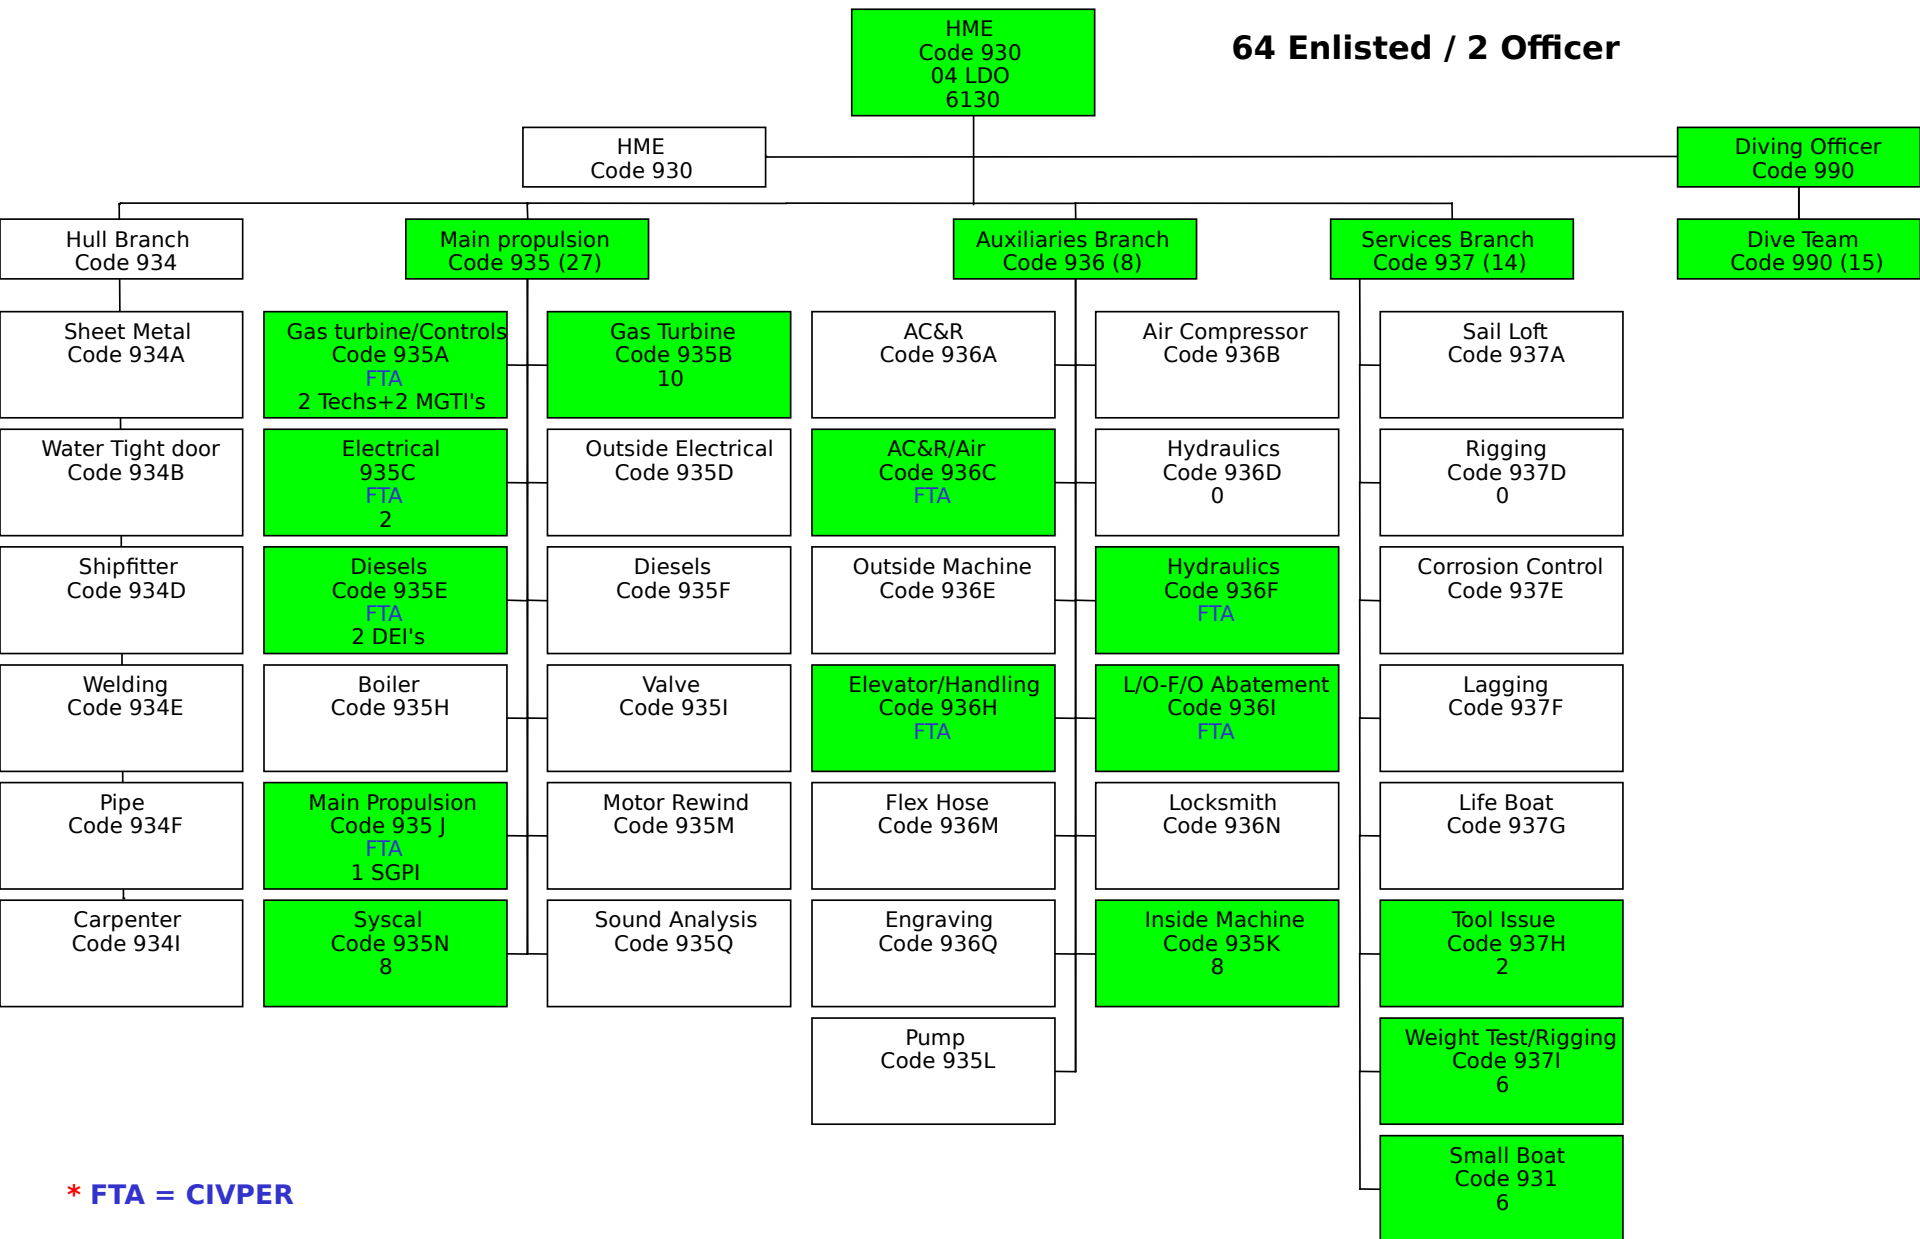 HME
Code 930
04 LDO
6130
64 Enlisted / 2 Officer
HME
Code 930
Diving Officer
Code 990
Hull Branch
Code 934
Main propulsion
Code 935 (27)
Auxiliaries Branch
Code 936 (8)
Services Branch
Code 937 (14)
Dive Team
Code 990 (15)
Sheet Metal
Code 934A
Gas turbine/Controls
Code 935A
FTA
2 Techs+2 MGTI's
Gas Turbine
Code 935B
10
AC&R
Code 936A
Air Compressor
Code 936B
Sail Loft
Code 937A
Water Tight door
Code 934B
Electrical
935C
FTA
2
Outside Electrical
Code 935D
AC&R/Air
Code 936C
FTA
Hydraulics
Code 936D
0
Rigging
Code 937D
0
Shipfitter
Code 934D
Diesels
Code 935E
FTA
2 DEI's
Diesels
Code 935F
Outside Machine
Code 936E
Hydraulics
Code 936F
FTA
Corrosion Control
Code 937E
Welding
Code 934E
Boiler
Code 935H
Valve
Code 935I
Elevator/Handling
Code 936H
FTA
L/O-F/O Abatement
Code 936I
FTA
Lagging
Code 937F
Pipe
Code 934F
Main Propulsion
Code 935 J
FTA
1 SGPI
Motor Rewind
Code 935M
Flex Hose
Code 936M
Locksmith
Code 936N
Life Boat
Code 937G
Carpenter
Code 934I
Syscal
Code 935N
8
Sound Analysis
Code 935Q
Engraving
Code 936Q
Inside Machine
Code 935K
8
Tool Issue
Code 937H
2
Pump
Code 935L
Weight Test/Rigging
Code 937I
6
Small Boat
Code 931
6
* FTA = CIVPER